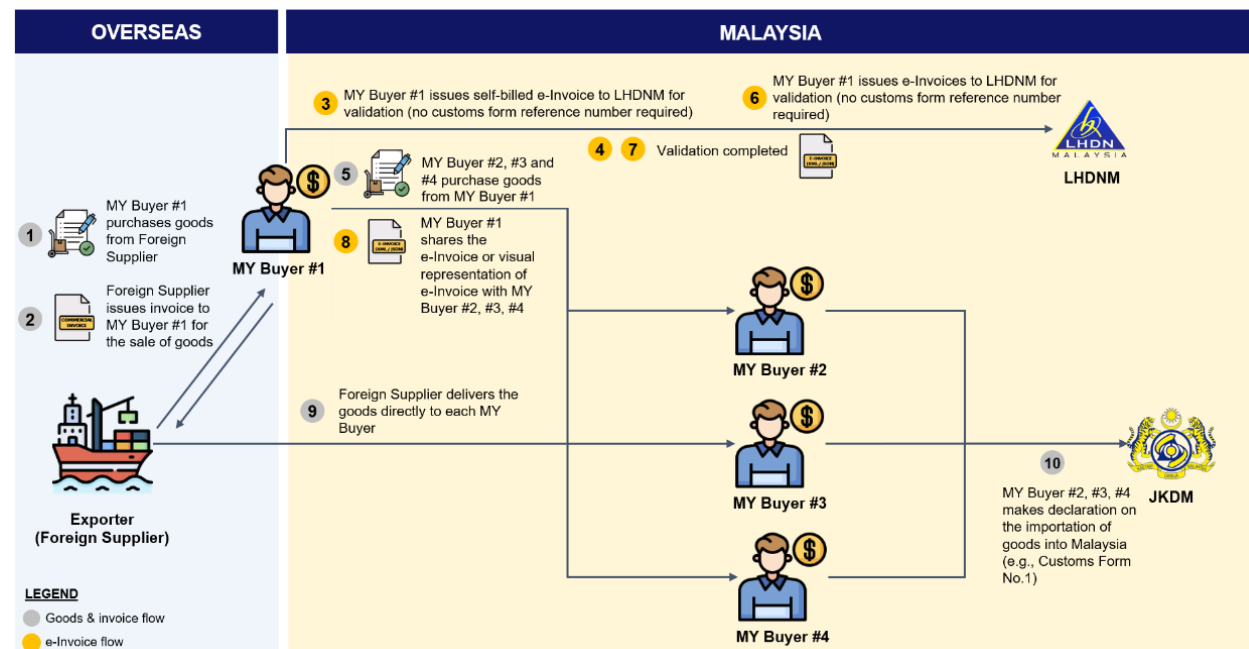 OVERSEAS
MALAYSIA
3
MY Buyer #1 issues self-billed e-Invoice to LHDNM for
validation (no customs form reference number required)
6
MY Buyer #1 issues e-Invoices to LHDNM for
validation (no customs form reference number
required)
4
7
Validation completed
E-INVOICE
(XML / JSON)
LHDN
MALAYSIA
LHDNM
5
MY Buyer #2, #3 and
#4 purchase goods
from MY Buyer #1
1
MY Buyer #1
purchases goods
from Foreign
Supplier
MY Buyer #1
8
E-INVOICE
(XML / JSON)
MY Buyer #1
shares the
e-Invoice or visual
representation of
e-Invoice with MY
Buyer #2, #3, #4
2
COMMERCIAL
INVOICE
Foreign Supplier
issues invoice to
MY Buyer #1 for
the sale of goods
MY Buyer #2
9
Foreign Supplier delivers the
goods directly to each MY
Buyer
MY Buyer #3
10
MY Buyer #2, #3, #4
makes declaration on
the importation of
goods into Malaysia
(e.g., Customs Form
No.1)
JKDM
Exporter
(Foreign Supplier)
MY Buyer #4
LEGEND
Goods & invoice flow
e-Invoice flow